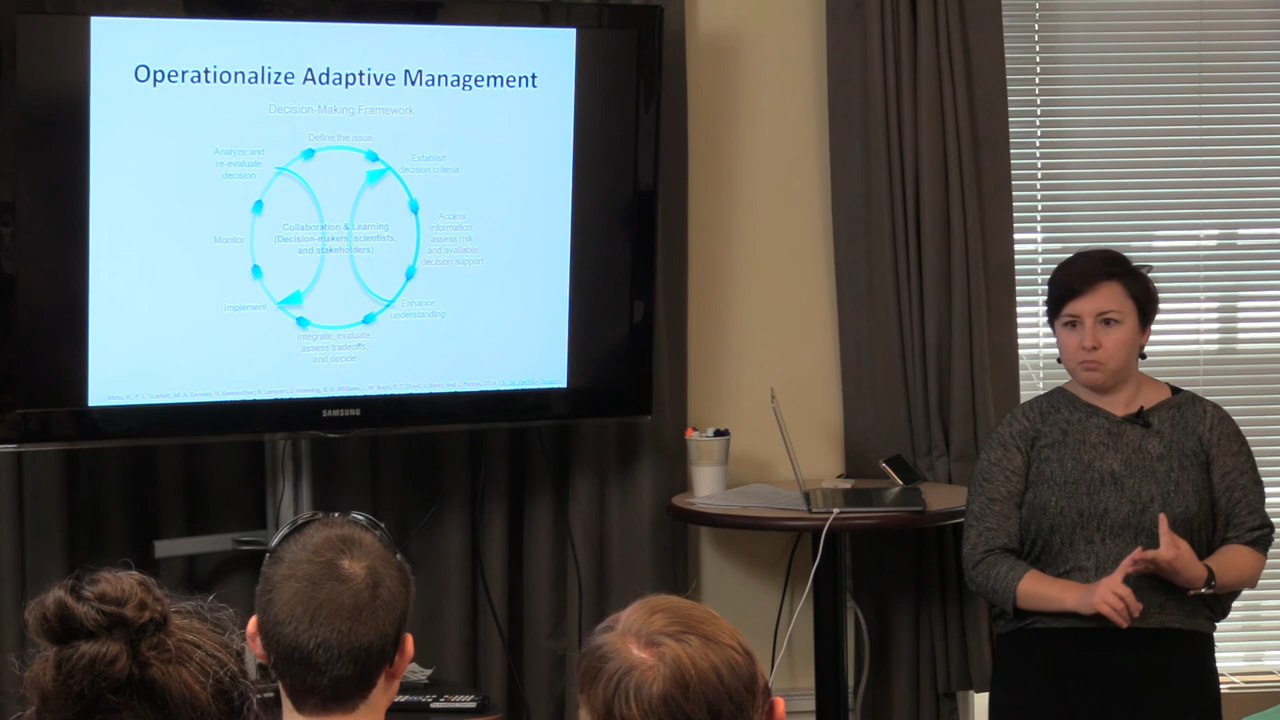 Operationalize Adaptive Management
Decision-Making Framework
Define the issue
Analyze and
re-evaluate
decision
Establish
decision criteria
Access
information,
assess risk
and available
decision support
Monitor
Collaboration & Learning
(Decision-makers, scientists,
and stakeholders)
Implement
Enhance
understanding
Integrate, evaluate,
assess tradeoffs,
and decide
SAMSUNG